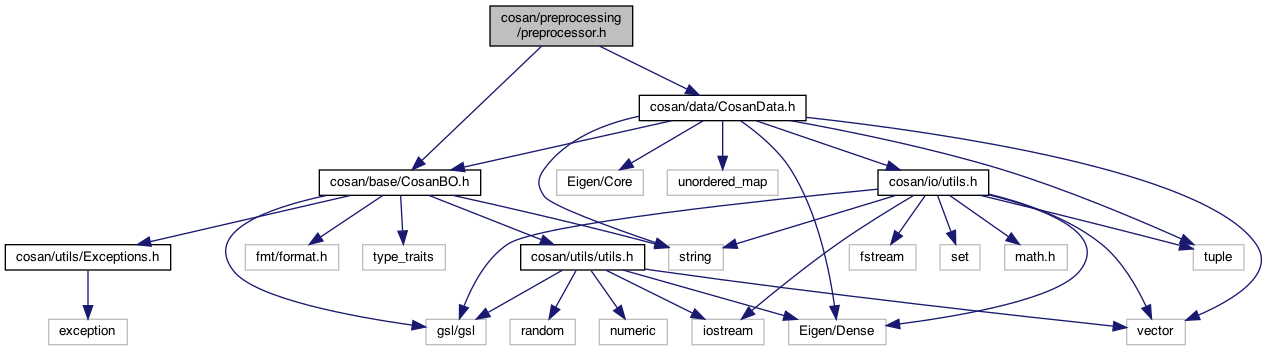 cosan/preprocessing
/preprocessor.h
cosan/data/CosanData.h
cosan/base/CosanBO.h
Eigen/Core
unordered_map
cosan/io/utils.h
cosan/utils/Exceptions.h
fmt/format.h
type_traits
cosan/utils/utils.h
string
fstream
set
math.h
tuple
exception
gsl/gsl
random
numeric
iostream
Eigen/Dense
vector